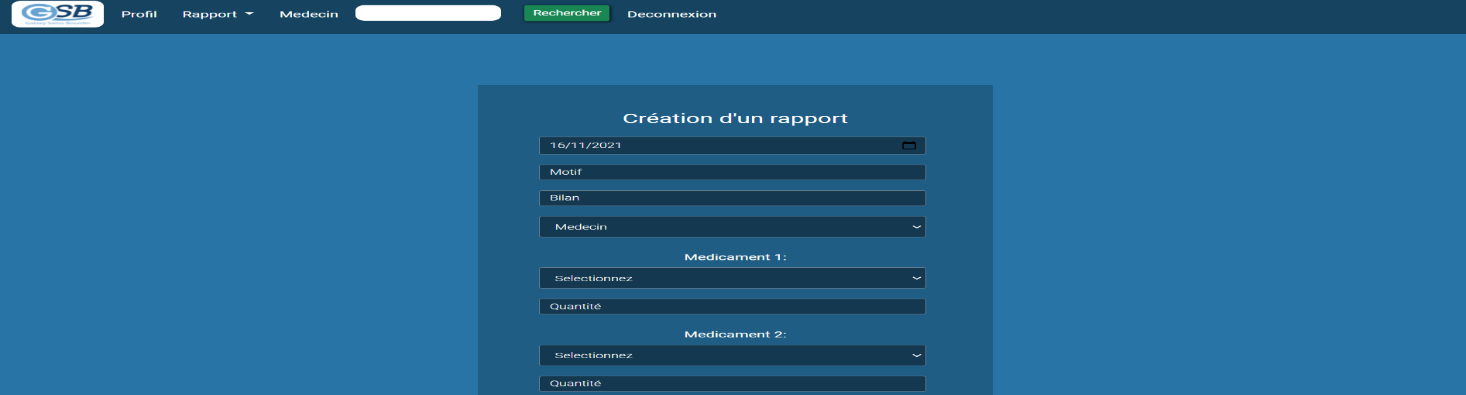 GSB Profil Rapport Medecin Rechercher Deconnexion
Création d'un rapport
16/11/2021
Motif
Bilan
Medecin
Medicament 1:
Selectionnez
Quantité
Medicament 2:
Selectionnez
Quantité